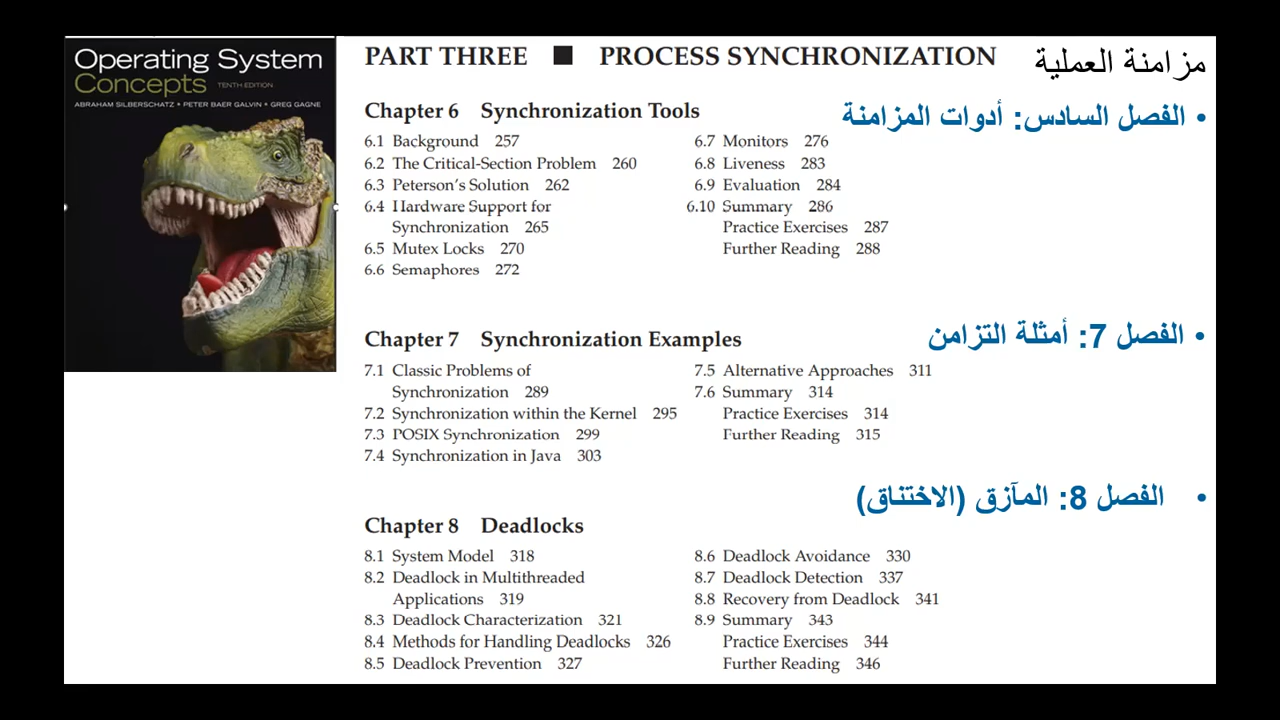 Operating System
Concepts TENTH EDITION
ABRAHAM SILBERSCHATZ • PETER BAER GALVIN • GREG GAGNE
PART THREE ■ PROCESS SYNCHRONIZATION
مزامنة العملية
• الفصل السادس: أدوات المزامنة
Chapter 6 Synchronization Tools
6.1 Background 257
6.2 The Critical-Section Problem 260
6.3 Peterson's Solution 262
6.4 Hardware Support for
Synchronization 265
6.5 Mutex Locks 270
6.6 Semaphores 272
6.7 Monitors 276
6.8 Liveness 283
6.9 Evaluation 284
6.10 Summary 286
Practice Exercises 287
Further Reading 288
• الفصل 7: أمثلة التزامن
Chapter 7 Synchronization Examples
7.1 Classic Problems of
Synchronization 289
7.2 Synchronization within the Kernel 295
7.3 POSIX Synchronization 299
7.4 Synchronization in Java 303
7.5 Alternative Approaches 311
7.6 Summary 314
Practice Exercises 314
Further Reading 315
• الفصل 8: المآزق (الاختناق)
Chapter 8 Deadlocks
8.1 System Model 318
8.2 Deadlock in Multithreaded
Applications 319
8.3 Deadlock Characterization 321
8.4 Methods for Handling Deadlocks 326
8.5 Deadlock Prevention 327
8.6 Deadlock Avoidance 330
8.7 Deadlock Detection 337
8.8 Recovery from Deadlock 341
8.9 Summary 343
Practice Exercises 344
Further Reading 346